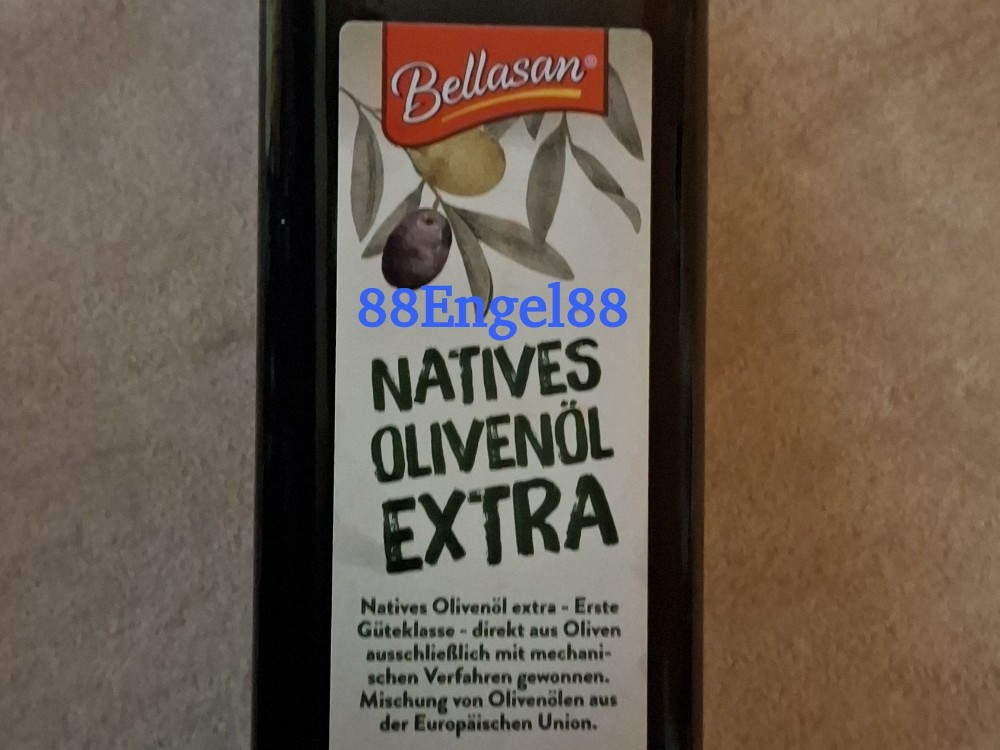 Bellasan®
88Engel88
NATIVES
OLIVENÖL
EXTRA
Natives Olivenöl extra - Erste
Güteklasse - direkt aus Oliven
ausschließlich mit mechani-
schen Verfahren gewonnen.
Mischung von Olivenölen aus
der Europäischen Union.